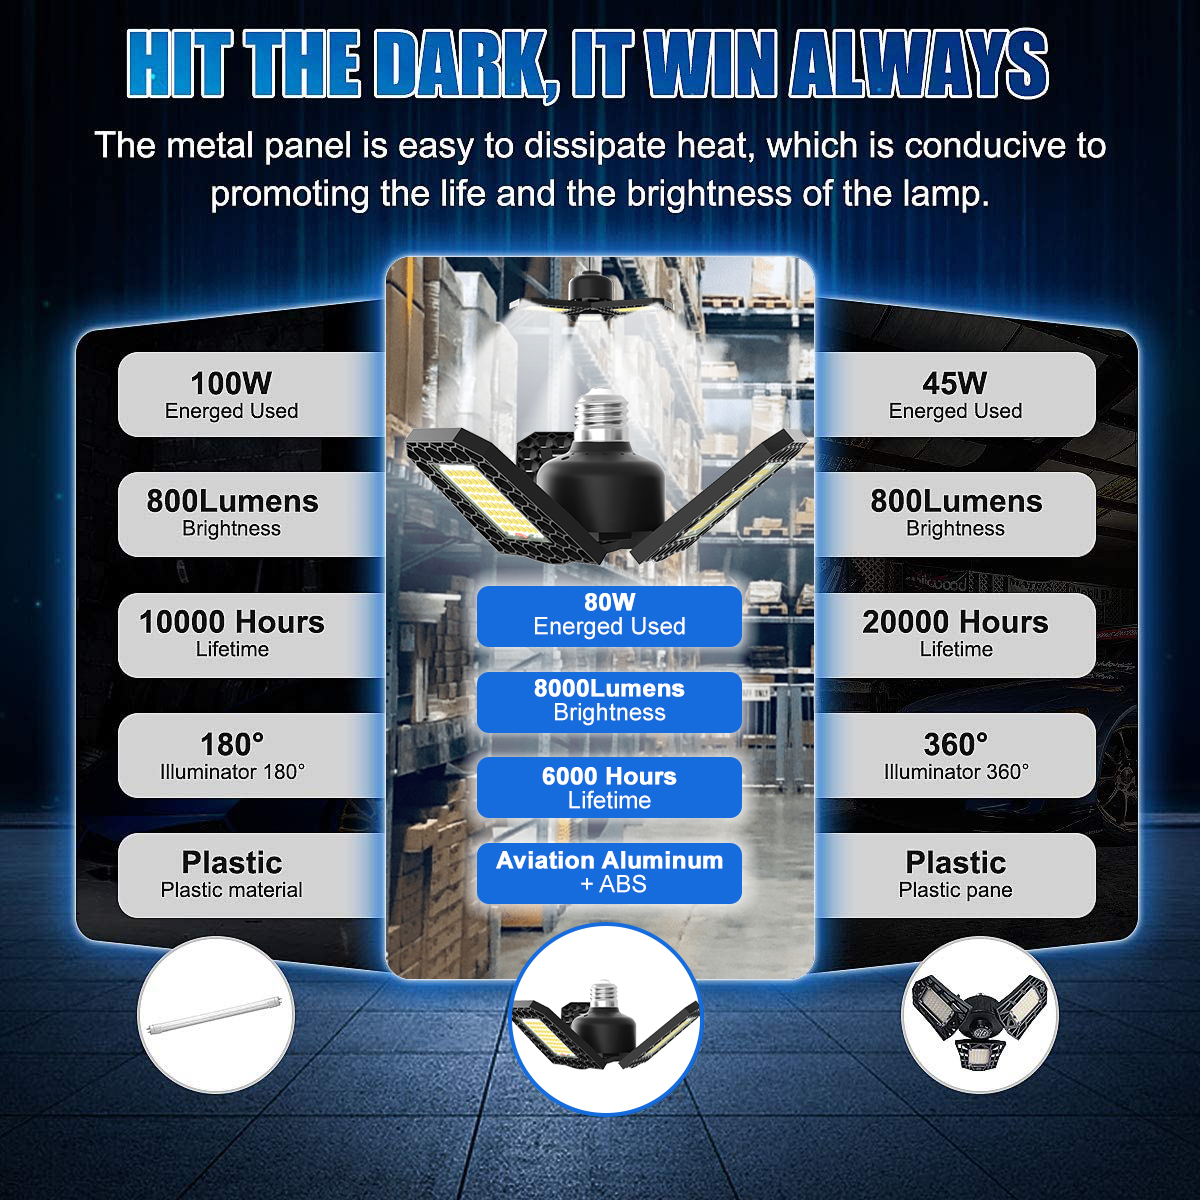 HIT THE DARK, IT WIN ALWAYS
The metal panel is easy to dissipate heat, which is conducive to
promoting the life and the brightness of the lamp.
100W
Energed Used
800Lumens
Brightness
10000 Hours
Lifetime
180°
Illuminator 180°
Plastic
Plastic material
80W
Energed Used
8000Lumens
Brightness
6000 Hours
Lifetime
Aviation Aluminum
+ ABS
45W
Energed Used
800Lumens
Brightness
20000 Hours
Lifetime
360°
Illuminator 360°
Plastic
Plastic pane